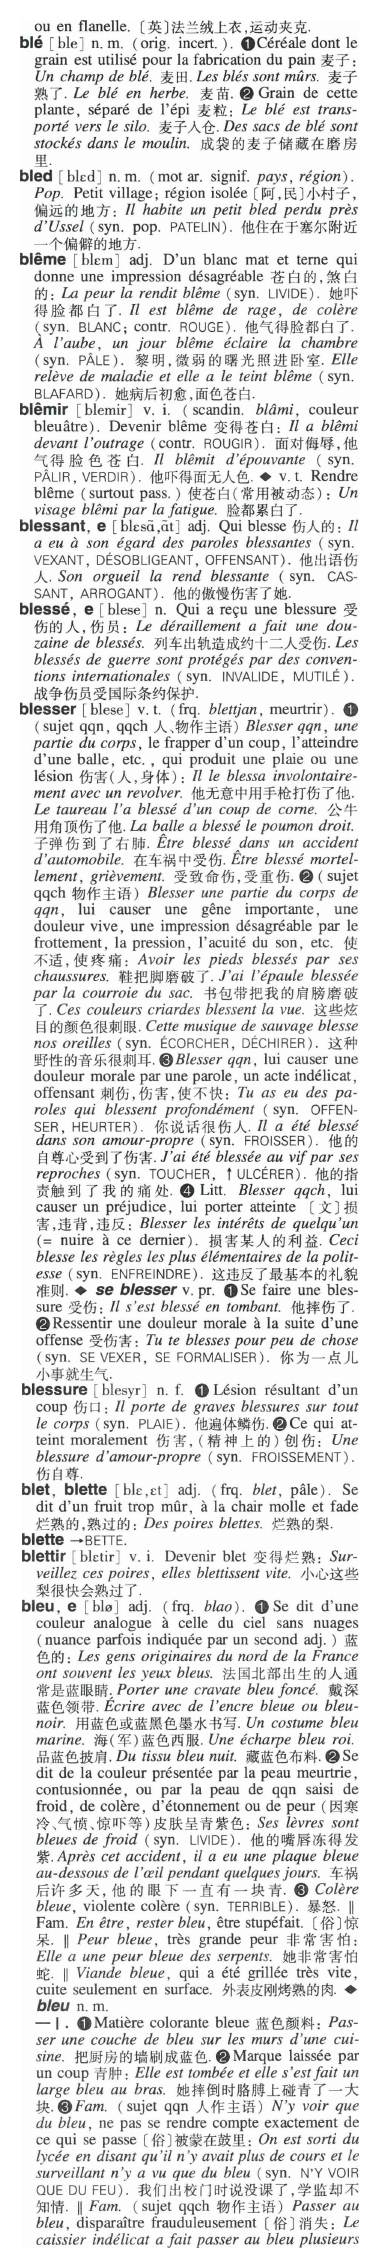 ou en flanelle. 〔英〕法兰绒上衣,运动夹克.
blé [ble] n. m. (orig. incert.). ❶Céréale dont le
grain est utilisé pour la fabrication du pain 麦子:
Un champ de blé. 麦田. Les blés sont mûrs. 麦子
熟了. Le blé en herbe. 麦苗. ❷ Grain de cette
plante, séparé de l'épi 麦粒: Le blé est trans-
porté vers le silo. 麦子入仓. Des sacs de blé sont
stockés dans le moulin. 成袋的麦子储藏在磨房
里.
bled [blɛd] n. m. (mot ar. signif. pays, région).
Pop. Petit village; région isolée [阿,民]小村子,
偏远的地方: Il habite un petit bled perdu près
d'Ussel (syn. pop. PATELIN). 他住在于塞尔附近
一个偏僻的地方.
blême [blɛm] adj. D'un blanc mat et terne qui
donne une impression désagréable 苍白的,煞白
的: La peur la rendit blême (syn. LIVIDE). 她吓
得脸都白了. Il est blême de rage, de colère
(syn. BLANC; contr. ROUGE). 他气得脸都白了.
À l'aube, un jour blême éclaire la chambre
(syn. PÂLE). 黎明,微弱的曙光照进卧室. Elle
relève de maladie et elle a le teint blême (syn.
BLAFARD). 她病后初愈,面色苍白.
blêmir [blemir] v. i. (scandin. blâmi, couleur
bleuâtre). Devenir blême 变得苍白: Il a blêmi
devant l'outrage (contr. ROUGIR). 面对侮辱,他
气得脸色苍白. Il blêmit d'épouvante (syn.
PÂLIR, VERDIR). 他吓得面无人色. ◆ v. t. Rendre
blême (surtout pass.) 使苍白(常用被动态): Un
visage blêmi par la fatigue. 脸都累白了.
blessant, e [blɛsɑ̃,ɑ̃t] adj. Qui blesse 伤人的: Il
a eu à son égard des paroles blessantes (syn.
VEXANT, DÉSOBLIGEANT, OFFENSANT). 他出语伤
人. Son orgueil la rend blessante (syn. CAS-
SANT, ARROGANT). 他的傲慢伤害了她.
blessé, e [blese] n. Qui a reçu une blessure 受
伤的人,伤员: Le déraillement a fait une dou-
zaine de blessés. 列车出轨造成约十二人受伤. Les
blessés de guerre sont protégés par des conven-
tions internationales (syn. INVALIDE, MUTILÉ).
战争伤员受国际条约保护.
blesser [blese] v. t. (frq. blettjan, meurtrir). ❶
(sujet qqn, qqch 人、物作主语) Blesser qqn, une
partie du corps, le frapper d'un coup, l'atteindre
d'une balle, etc., qui produit une plaie ou une
lésion 伤害(人,身体): Il le blessa involontaire-
ment avec un revolver. 他无意中用手枪打伤了他.
Le taureau l'a blessé d'un coup de corne. 公牛
用角顶伤了他. La balle a blessé le poumon droit.
子弹伤到了右肺. Être blessé dans un accident
d'automobile. 在车祸中受伤. Être blessé mortel-
lement, grièvement. 受致命伤,受重伤. ❷ (sujet
qqch 物作主语) Blesser une partie du corps de
qqn, lui causer une gêne importante, une
douleur vive, une impression désagréable par le
frottement, la pression, l'acuité du son, etc. 使
不适,使疼痛: Avoir les pieds blessés par ses
chaussures. 鞋把脚磨破了. J'ai l'épaule blessée
par la courroie du sac. 书包带把我的肩膀磨破
了. Ces couleurs criardes blessent la vue. 这些炫
目的颜色很刺眼. Cette musique de sauvage blesse
nos oreilles (syn. ÉCORCHER, DÉCHIRER). 这种
野性的音乐很刺耳. ❸Blesser qqn, lui causer une
douleur morale par une parole, un acte indélicat,
offensant 刺伤,伤害,使不快: Tu as eu des pa-
roles qui blessent profondément (syn. OFFEN-
SER, HEURTER). 你说话很伤人. Il a été blessé
dans son amour-propre (syn. FROISSER). 他的
自尊心受到了伤害. J'ai été blessée au vif par ses
reproches (syn. TOUCHER, ↑ULCÉRER). 他的指
责触到了我的痛处. ❹ Litt. Blesser qqch, lui
causer un préjudice, lui porter atteinte 〔文〕损
害,违背,违反: Blesser les intérêts de quelqu'un
(= nuire à ce dernier). 损害某人的利益. Ceci
blesse les règles les plus élémentaires de la polit-
esse (syn. ENFREINDRE). 这违反了最基本的礼貌
准则. ◆ se blesser v. pr. ❶Se faire une bles-
sure 受伤: Il s'est blessé en tombant. 他摔伤了.
❷Ressentir une douleur morale à la suite d'une
offense 受伤害: Tu te blesses pour peu de chose
(syn. SE VEXER, SE FORMALISER). 你为一点儿
小事就生气.
blessure [blesyr] n. f. ❶ Lésion résultant d'un
coup 伤口: Il porte de graves blessures sur tout
le corps (syn. PLAIE). 他遍体鳞伤. ❷Ce qui at-
teint moralement 伤害,(精神上的)创伤: Une
blessure d'amour-propre (syn. FROISSEMENT).
伤自尊.
blet, blette [blɛ,ɛt] adj. (frq. blet, pâle). Se
dit d'un fruit trop mûr, à la chair molle et fade
烂熟的,熟过的: Des poires blettes. 烂熟的梨.
blette →BETTE.
blettir [blɛtir] v. i. Devenir blet 变得烂熟: Sur-
veillez ces poires, elles blettissent vite. 小心这些
梨很快会熟过了.
bleu, e [blø] adj. (frq. blao). ❶ Se dit d'une
couleur analogue à celle du ciel sans nuages
(nuance parfois indiquée par un second adj.) 蓝
色的: Les gens originaires du nord de la France
ont souvent les yeux bleus. 法国北部出生的人通
常是蓝眼睛. Porter une cravate bleu foncé. 戴深
蓝色领带. Écrire avec de l'encre bleue ou bleu-
noir. 用蓝色或蓝黑色墨水书写. Un costume bleu
marine. 海(军)蓝色西服. Une écharpe bleu roi.
品蓝色披肩. Du tissu bleu nuit. 藏蓝色布料. ❷Se
dit de la couleur présentée par la peau meurtrie,
contusionnée, ou par la peau de qqn saisi de
froid, de colère, d'étonnement ou de peur (因寒
冷、气愤、惊吓等)皮肤呈青紫色: Ses lèvres sont
bleues de froid (syn. LIVIDE). 他的嘴唇冻得发
紫. Après cet accident, il a eu une plaque bleue
au-dessous de l'œil pendant quelques jours. 车祸
后许多天, 他的眼下一直有一块青. ❸ Colère
bleue, violente colère (syn. TERRIBLE). 暴怒. ‖
Fam. En être, rester bleu, être stupéfait. 〔俗〕惊
呆. ‖ Peur bleue, très grande peur 非常害怕:
Elle a une peur bleue des serpents. 她非常害怕
蛇. ‖ Viande bleue, qui a été grillée très vite,
cuite seulement en surface. 外表皮刚烤熟的肉. ◆
bleu n. m.
— I. ❶Matière colorante bleue 蓝色颜料: Pas-
ser une couche de bleu sur les murs d'une cui-
sine. 把厨房的墙刷成蓝色. ❷Marque laissée par
un coup 青肿: Elle est tombée et elle s'est fait un
large bleu au bras. 她摔倒时胳膊上碰青了一大
块. ❸Fam. (sujet qqn 人作主语) N'y voir que
du bleu, ne pas se rendre compte exactement de
ce qui se passe 〔俗〕被蒙在鼓里: On est sorti du
lycée en disant qu'il n'y avait plus de cours et le
surveillant n'y a vu que du bleu (syn. N'Y VOIR
QUE DU FEU). 我们出校门时说没课了,学监却不
知情. ‖ Fam. (sujet qqch 物作主语) Passer au
bleu, disparaître frauduleusement 〔俗〕消失: Le
caissier indélicat a fait passer au bleu plusieurs